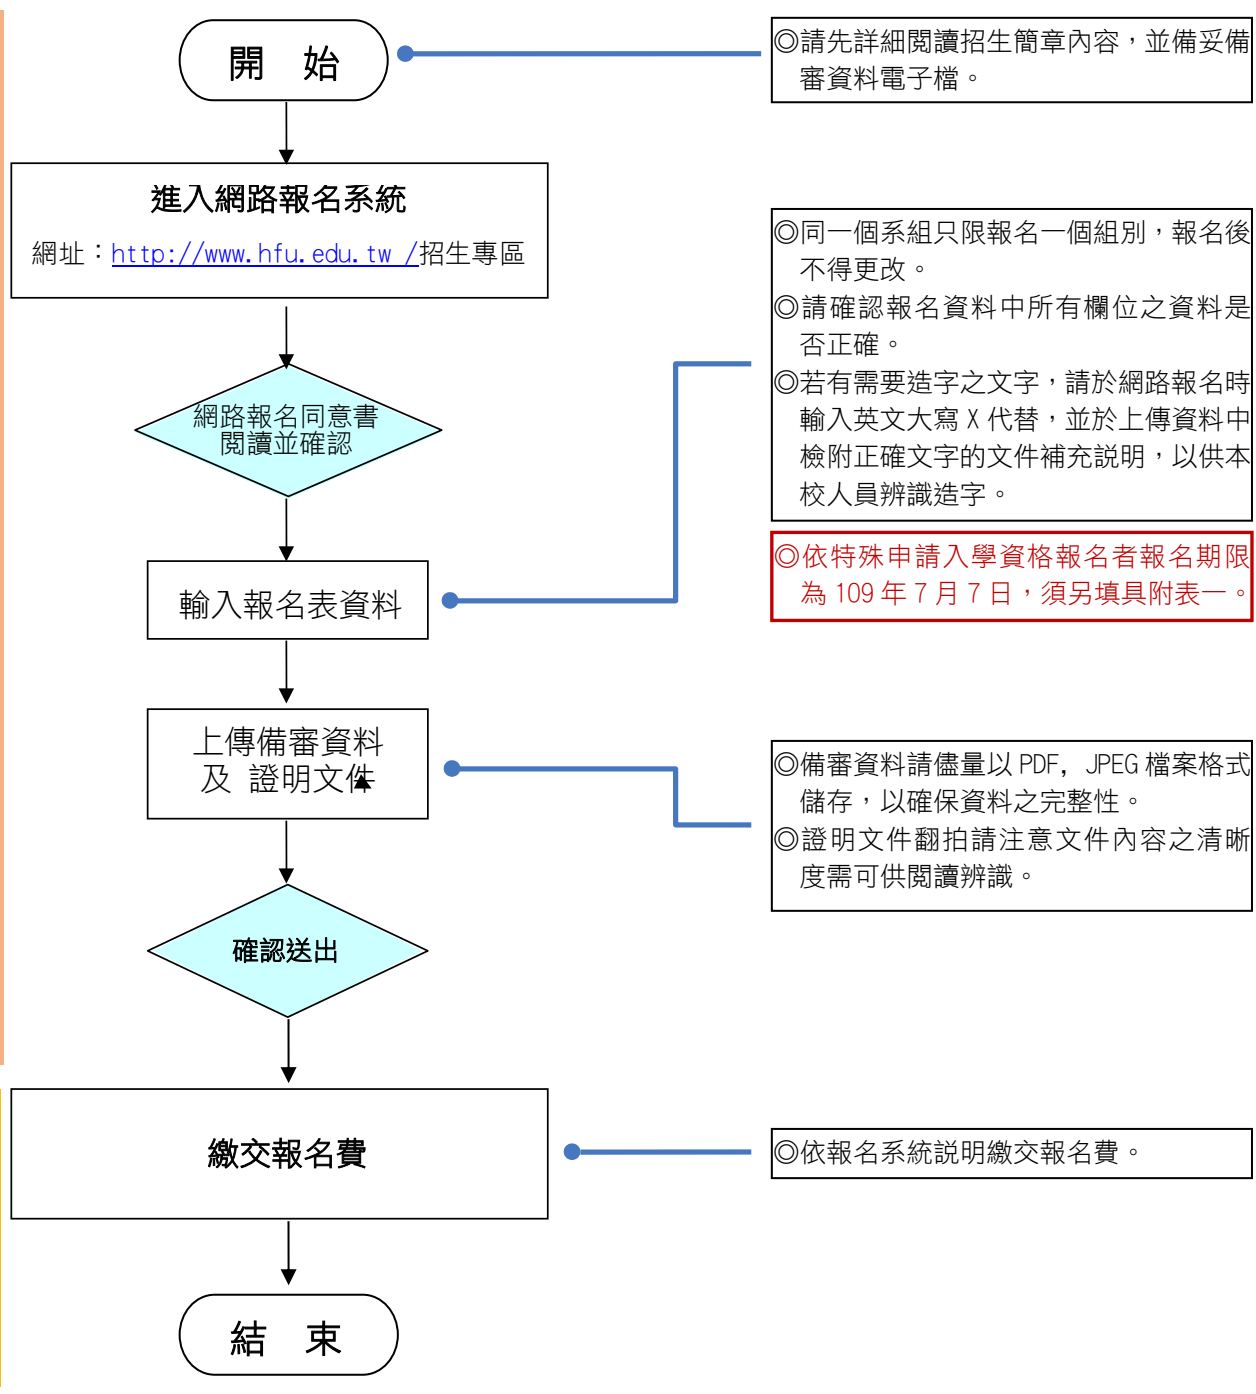 開　始
◎請先詳細閱讀招生簡章內容，並備妥備
審資料電子檔。
進入網路報名系統
網址：http://www.hfu.edu.tw /招生專區
◎同一個系組只限報名一個組別，報名後
不得更改。
◎請確認報名資料中所有欄位之資料是
否正確。
◎若有需要造字之文字，請於網路報名時
輸入英文大寫 X 代替，並於上傳資料中
檢附正確文字的文件補充說明，以供本
校人員辨識造字。
網路報名同意書
閱讀並確認
◎依特殊申請入學資格報名者報名期限
為 109 年 7 月 7 日，須另填具附表一。
輸入報名表資料
上傳備審資料
及 證明文件
◎備審資料請儘量以 PDF, JPEG 檔案格式
儲存，以確保資料之完整性。
◎證明文件翻拍請注意文件內容之清晰
度需可供閱讀辨識。
確認送出
繳交報名費
◎依報名系統說明繳交報名費。
結　束